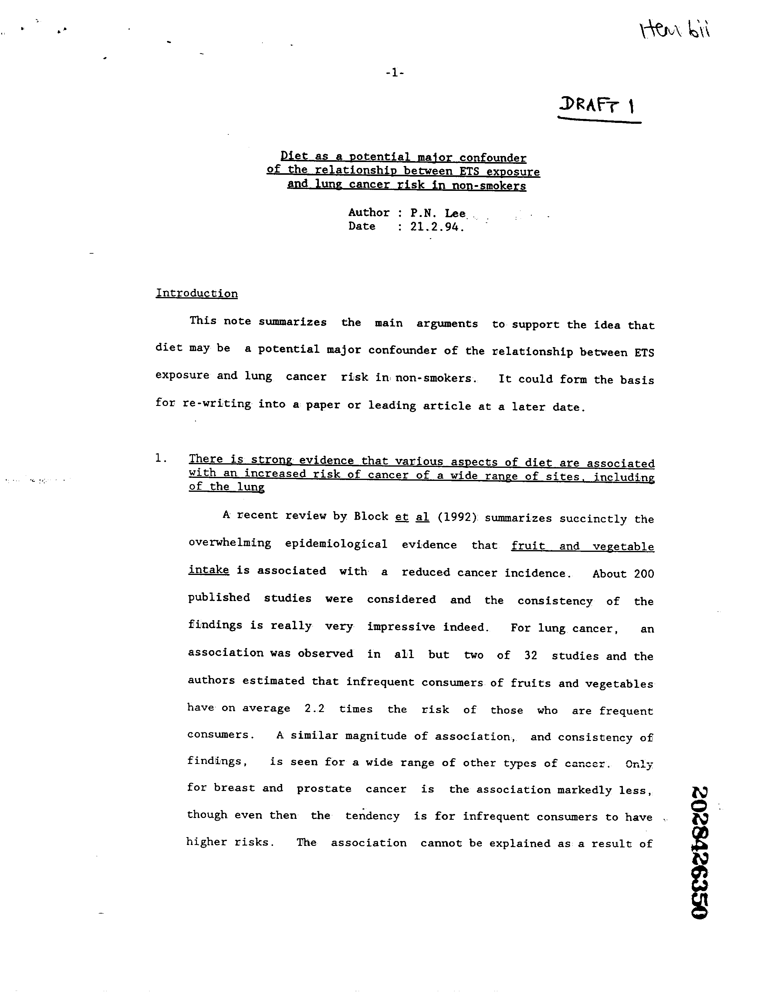 Item 6ii
-1-
DRAFT 1
Diet as a potential major confounder
of the relationship between ETS exposure
and lung cancer risk in non-smokers
Author : P.N. Lee
Date : 21.2.94.
Introduction
This note summarizes the main arguments to support the idea that
diet may be a potential major confounder of the relationship between ETS
exposure and lung cancer risk in non-smokers. It could form the basis
for re-writing into a paper or leading article at a later date.
1. There is strong evidence that various aspects of diet are associated
with an increased risk of cancer of a wide range of sites, including
of the lung
A recent review by Block et al (1992) summarizes succinctly the
overwhelming epidemiological evidence that fruit and vegetable
intake is associated with a reduced cancer incidence. About 200
published studies were considered and the consistency of the
findings is really very impressive indeed. For lung cancer, an
association was observed in all but two of 32 studies and the
authors estimated that infrequent consumers of fruits and vegetables
have on average 2.2 times the risk of those who are frequent
consumers. A similar magnitude of association, and consistency of
findings, is seen for a wide range of other types of cancer. Only
for breast and prostate cancer is the association markedly less,
though even then the tendency is for infrequent consumers to have
higher risks. The association cannot be explained as a result of
2028426350